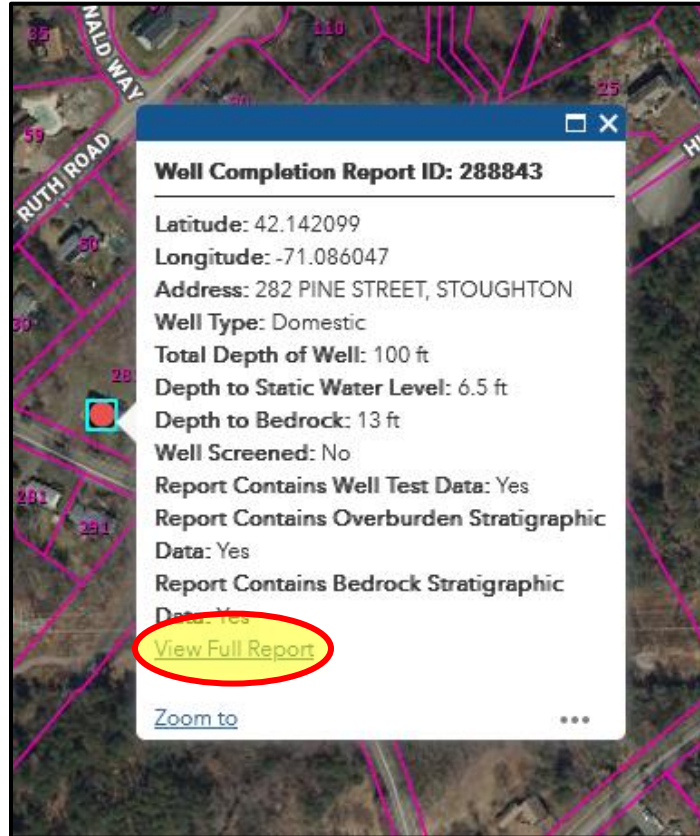 35
NALD WAY
110
25
59
RUTH ROAD
Well Completion Report ID: 288843
Latitude: 42.142099
Longitude: -71.086047
Address: 282 PINE STREET, STOUGHTON
Well Type: Domestic
Total Depth of Well: 100 ft
Depth to Static Water Level: 6.5 ft
Depth to Bedrock: 13 ft
Well Screened: No
Report Contains Well Test Data: Yes
Report Contains Overburden Stratigraphic
Data: Yes
Report Contains Bedrock Stratigraphic
Data: Yes
View Full Report
Zoom to
291